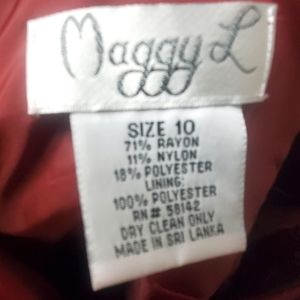 Maggy L
SIZE 10
71% RAYON
11% NYLON
18% POLYESTER
LINING:
100% POLYESTER
RN# 58142
DRY CLEAN ONLY
MADE IN SRI LANKA